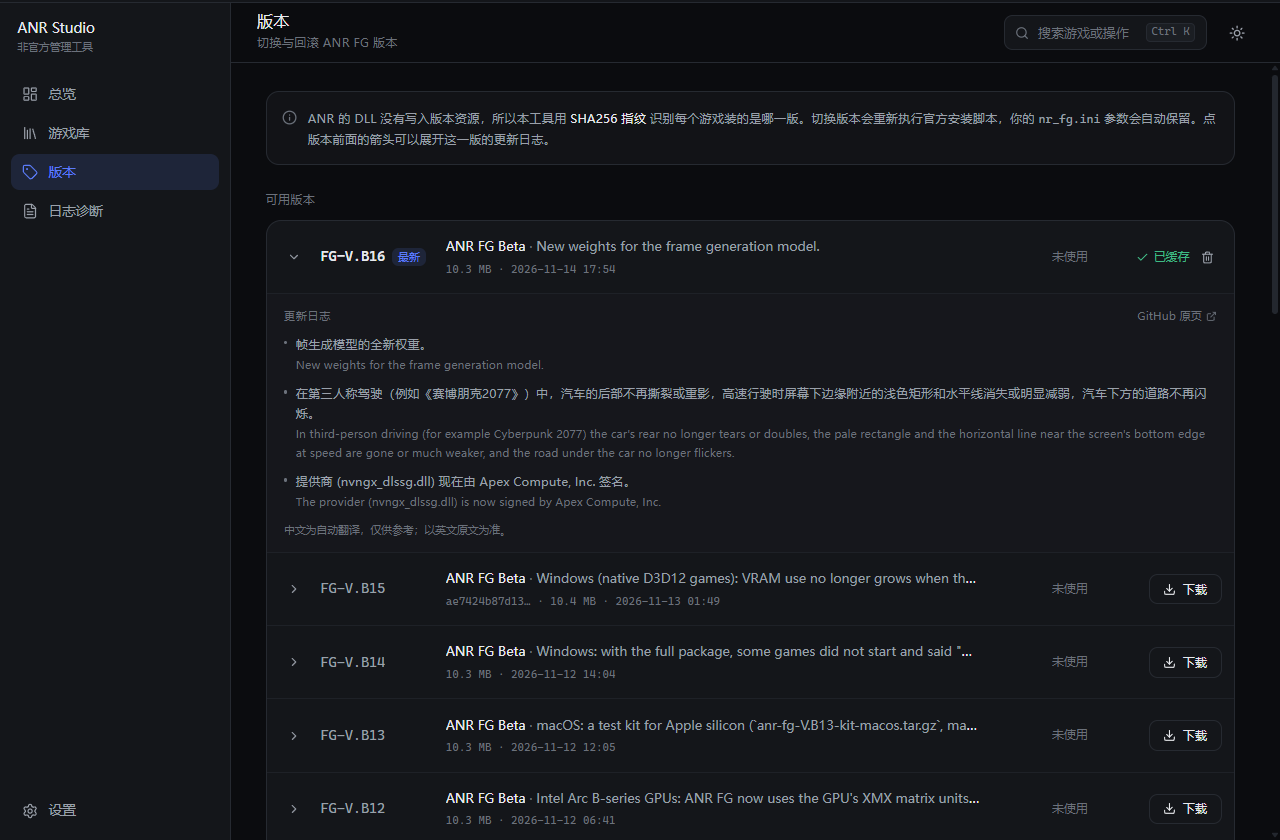 ANR Studio
非官方管理工具
总览
游戏库
版本
日志诊断
设置
版本
切换与回滚 ANR FG 版本
搜索游戏或操作 Ctrl K
ANR 的 DLL 没有写入版本资源，所以本工具用 SHA256 指纹 识别每个游戏装的是哪一版。切换版本会重新执行官方安装脚本，你的 nr_fg.ini 参数会自动保留。点
版本前面的箭头可以展开这一版的更新日志。
可用版本
FG-V.B16 最新
ANR FG Beta · New weights for the frame generation model.
10.3 MB · 2026-11-14 17:54
未使用
已缓存
更新日志
GitHub 原页
• 帧生成模型的全新权重。
New weights for the frame generation model.
• 在第三人称驾驶（例如《赛博朋克2077》）中，汽车的后部不再撕裂或重影，高速行驶时屏幕下边缘附近的浅色矩形和水平线消失或明显减弱，汽车下方的道路不再闪
烁。
In third-person driving (for example Cyberpunk 2077) the car's rear no longer tears or doubles, the pale rectangle and the horizontal line near the screen's bottom edge
at speed are gone or much weaker, and the road under the car no longer flickers.
• 提供商 (nvngx_dlssg.dll) 现在由 Apex Compute, Inc. 签名。
The provider (nvngx_dlssg.dll) is now signed by Apex Compute, Inc.
中文为自动翻译，仅供参考；以英文原文为准。
FG-V.B15
ANR FG Beta · Windows (native D3D12 games): VRAM use no longer grows when th...
ae7424b87d13… · 10.4 MB · 2026-11-13 01:49
未使用
下载
FG-V.B14
ANR FG Beta · Windows: with the full package, some games did not start and said "...
10.3 MB · 2026-11-12 14:04
未使用
下载
FG-V.B13
ANR FG Beta · macOS: a test kit for Apple silicon (`anr-fg-V.B13-kit-macos.tar.gz`, ma...
10.3 MB · 2026-11-12 12:05
未使用
下载
FG-V.B12
ANR FG Beta · Intel Arc B-series GPUs: ANR FG now uses the GPU's XMX matrix units...
10.3 MB · 2026-11-12 06:41
未使用
下载